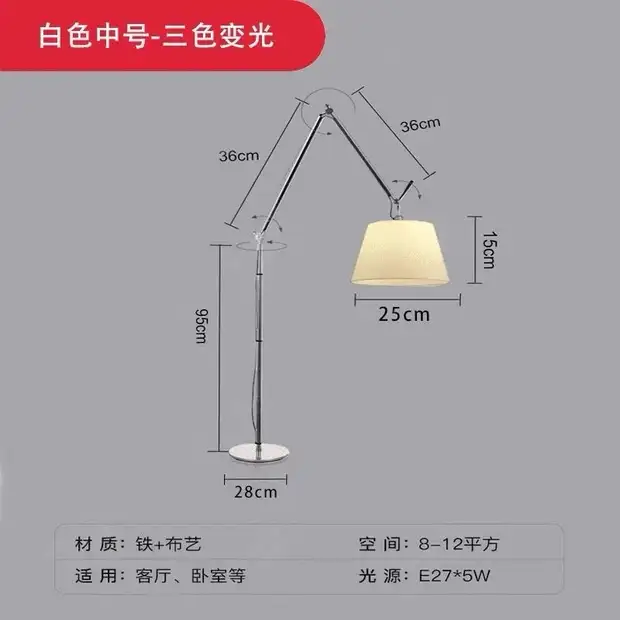 白色中号-三色变光
36cm
36cm
15cm
25cm
95cm
28cm
材 质：铁+布艺
空 间：8-12平方
适 用：客厅、卧室等
光 源：E27*5W